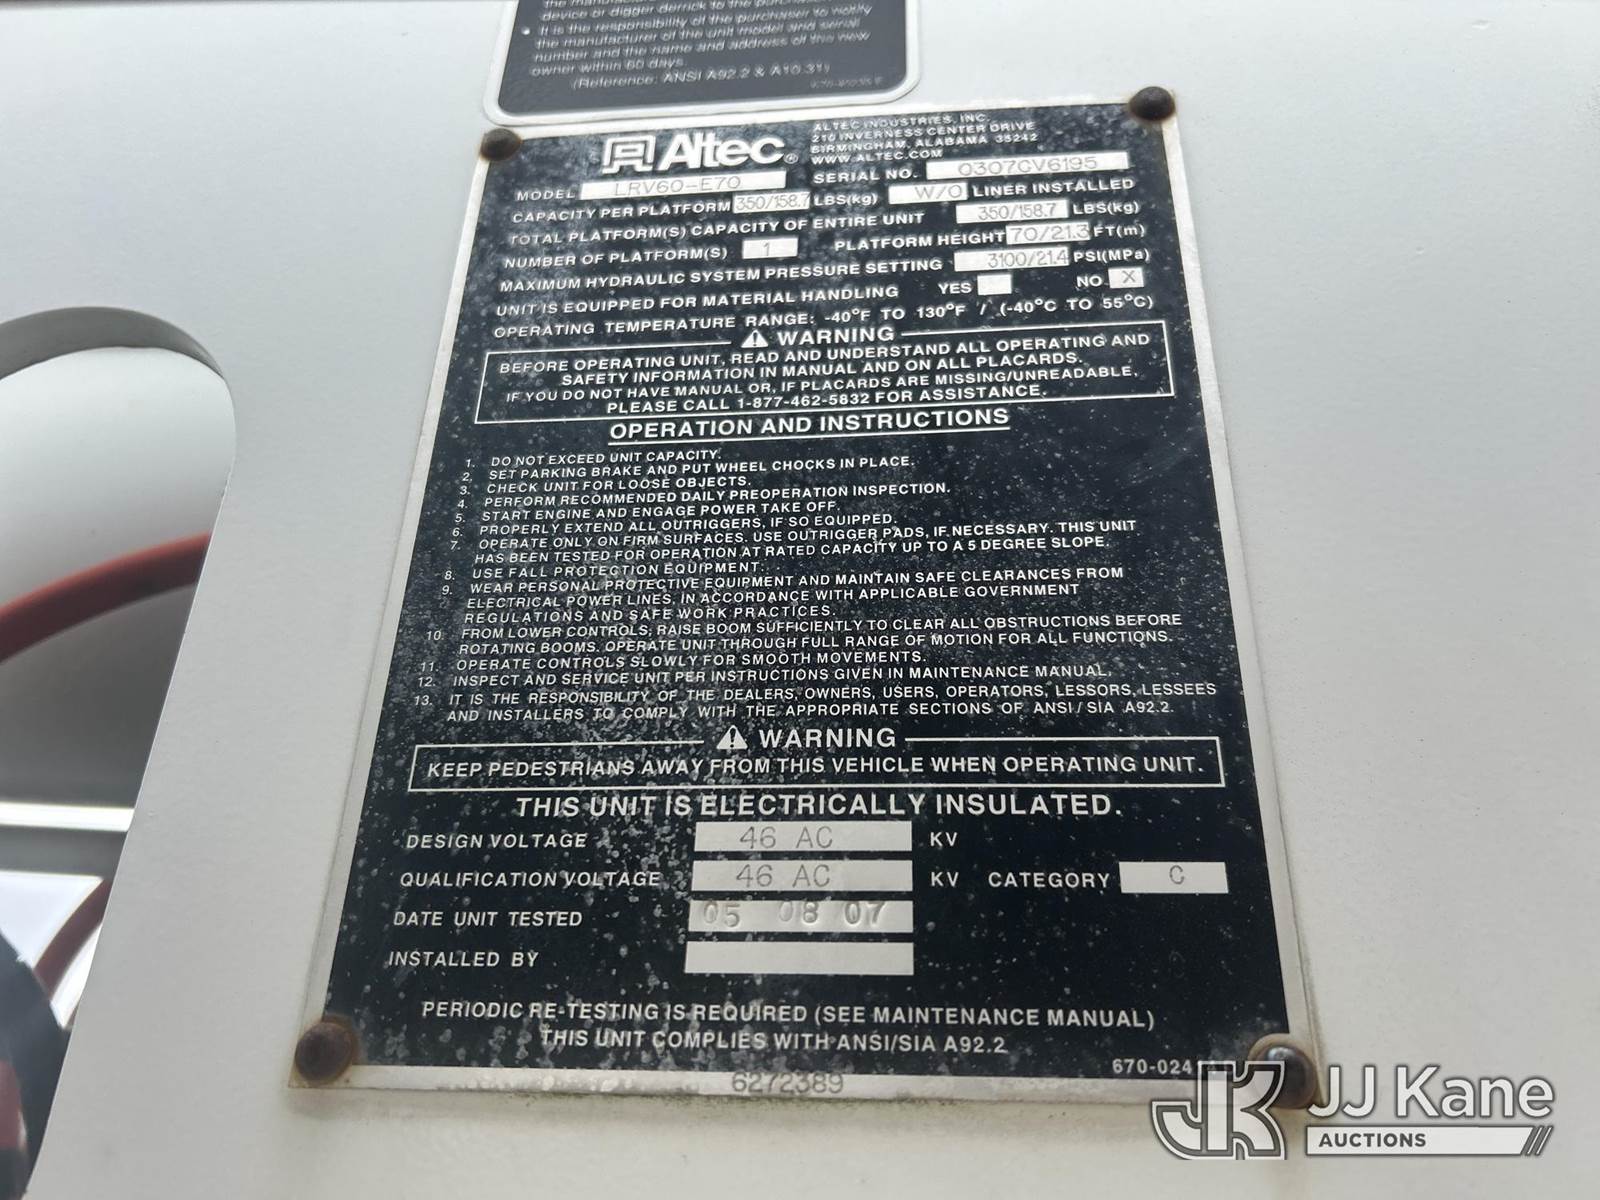 the manufacturer
device or digger derrick to the purchaser
• It is the responsibility of the purchaser to notify
the manufacturer of the unit model and serial
number and the name and address of the new
owner within 60 days.
(Reference: ANSI A92.2 & A10.31)
Altec®
ALTEC INDUSTRIES, INC.
210 INVERNESS CENTER DRIVE
BIRMINGHAM, ALABAMA 35242
WWW.ALTEC.COM
MODEL LRV60-E70 SERIAL NO. 0307CV6195
CAPACITY PER PLATFORM 350/158.7 LBS(kg) W/O LINER INSTALLED
TOTAL PLATFORM(S) CAPACITY OF ENTIRE UNIT 350/158.7 LBS(kg)
NUMBER OF PLATFORM(S) 1 PLATFORM HEIGHT 70/21.3 FT(m)
MAXIMUM HYDRAULIC SYSTEM PRESSURE SETTING 3100/21.4 PSI(MPa)
UNIT IS EQUIPPED FOR MATERIAL HANDLING YES NO. X
OPERATING TEMPERATURE RANGE: -40°F TO 130°F / (-40°C TO 55°C)
WARNING
BEFORE OPERATING UNIT, READ AND UNDERSTAND ALL OPERATING AND
SAFETY INFORMATION IN MANUAL AND ON ALL PLACARDS.
IF YOU DO NOT HAVE MANUAL OR, IF PLACARDS ARE MISSING/UNREADABLE,
PLEASE CALL 1-877-462-5832 FOR ASSISTANCE.
OPERATION AND INSTRUCTIONS
1. DO NOT EXCEED UNIT CAPACITY.
2. SET PARKING BRAKE AND PUT WHEEL CHOCKS IN PLACE.
3. CHECK UNIT FOR LOOSE OBJECTS.
4. PERFORM RECOMMENDED DAILY PREOPERATION INSPECTION.
5. START ENGINE AND ENGAGE POWER TAKE OFF.
6. PROPERLY EXTEND ALL OUTRIGGERS, IF SO EQUIPPED.
7. OPERATE ONLY ON FIRM SURFACES. USE OUTRIGGER PADS, IF NECESSARY. THIS UNIT
HAS BEEN TESTED FOR OPERATION AT RATED CAPACITY UP TO A 5 DEGREE SLOPE.
8. USE FALL PROTECTION EQUIPMENT.
9. WEAR PERSONAL PROTECTIVE EQUIPMENT AND MAINTAIN SAFE CLEARANCES FROM
ELECTRICAL POWER LINES, IN ACCORDANCE WITH APPLICABLE GOVERNMENT
REGULATIONS AND SAFE WORK PRACTICES.
10. FROM LOWER CONTROLS, RAISE BOOM SUFFICIENTLY TO CLEAR ALL OBSTRUCTIONS BEFORE
ROTATING BOOMS. OPERATE UNIT THROUGH FULL RANGE OF MOTION FOR ALL FUNCTIONS.
11. OPERATE CONTROLS SLOWLY FOR SMOOTH MOVEMENTS.
12. INSPECT AND SERVICE UNIT PER INSTRUCTIONS GIVEN IN MAINTENANCE MANUAL.
13. IT IS THE RESPONSIBILITY OF THE DEALERS, OWNERS, USERS, OPERATORS, LESSORS, LESSEES
AND INSTALLERS TO COMPLY WITH THE APPROPRIATE SECTIONS OF ANSI/SIA A92.2.
WARNING
KEEP PEDESTRIANS AWAY FROM THIS VEHICLE WHEN OPERATING UNIT.
THIS UNIT IS ELECTRICALLY INSULATED.
DESIGN VOLTAGE 46 AC KV
QUALIFICATION VOLTAGE 46 AC KV CATEGORY C
DATE UNIT TESTED 05 08 07
INSTALLED BY
PERIODIC RE-TESTING IS REQUIRED (SEE MAINTENANCE MANUAL)
THIS UNIT COMPLIES WITH ANSI/SIA A92.2
670-024
6272389
JK JJ Kane
AUCTIONS